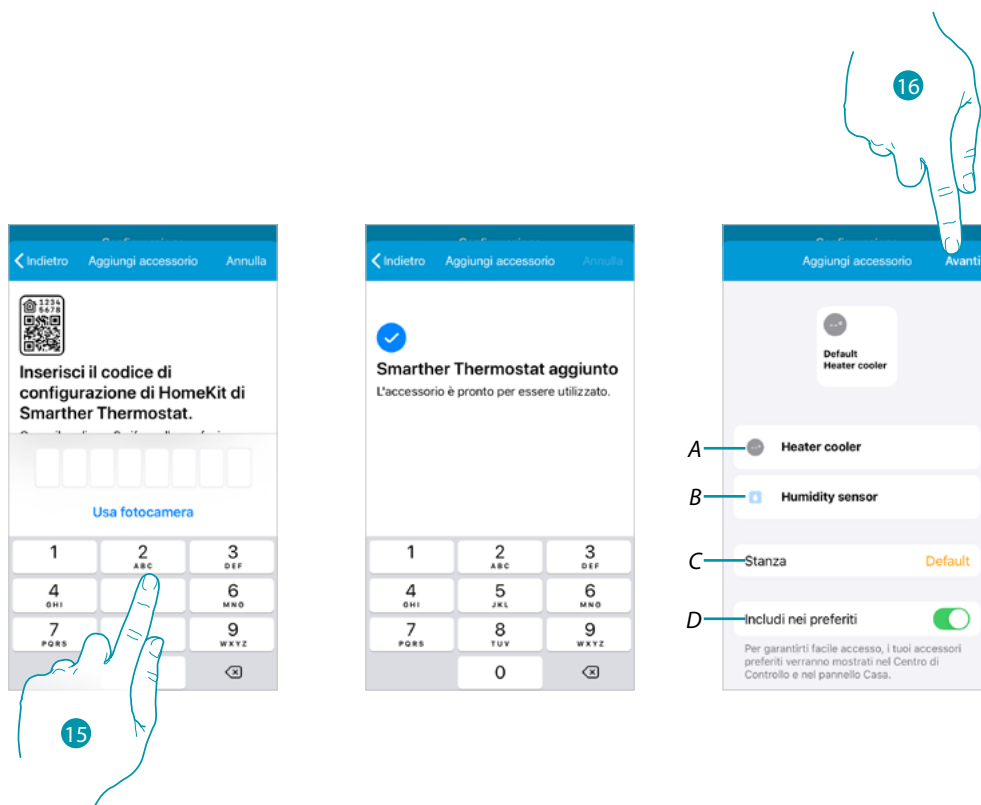 16
Indietro Aggiungi accessorio Annulla
1234
5678
Inserisci il codice di
configurazione di HomeKit di
Smarther Thermostat.
Usa fotocamera
1
2
ABC
3
DEF
4
GHI
6
MNO
7
PQRS
9
WXYZ
15
Indietro Aggiungi accessorio Annulla
Smarther Thermostat aggiunto
L'accessorio è pronto per essere utilizzato.
1
2
ABC
3
DEF
4
GHI
5
JKL
6
MNO
7
PQRS
8
TUV
9
WXYZ
0
Aggiungi accessorio Avanti
--°
Default
Heater cooler
A
--°
Heater cooler
B
Humidity sensor
C
Stanza Default
D
Includi nei preferiti
Per garantirti facile accesso, i tuoi accessori
preferiti verranno mostrati nel Centro di
Controllo e nel pannello Casa.